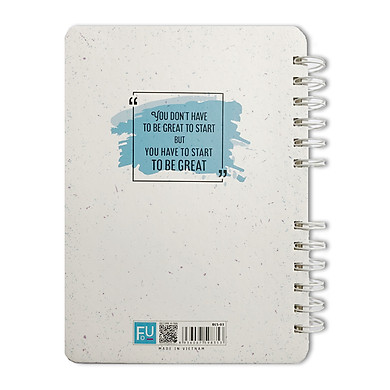 “
YOU DON'T HAVE
TO BE GREAT TO START
BUT
YOU HAVE TO START
TO BE GREAT
”
FU
MADE IN VIETNAM